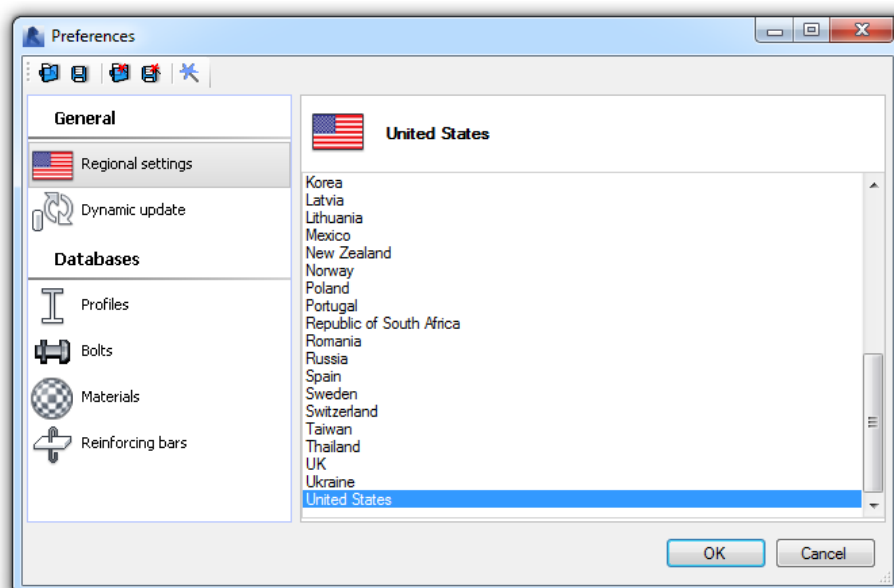 Preferences
General
Regional settings
Dynamic update
Databases
Profiles
Bolts
Materials
Reinforcing bars
United States
Korea
Latvia
Lithuania
Mexico
New Zealand
Norway
Poland
Portugal
Republic of South Africa
Romania
Russia
Spain
Sweden
Switzerland
Taiwan
Thailand
UK
Ukraine
United States
OK
Cancel